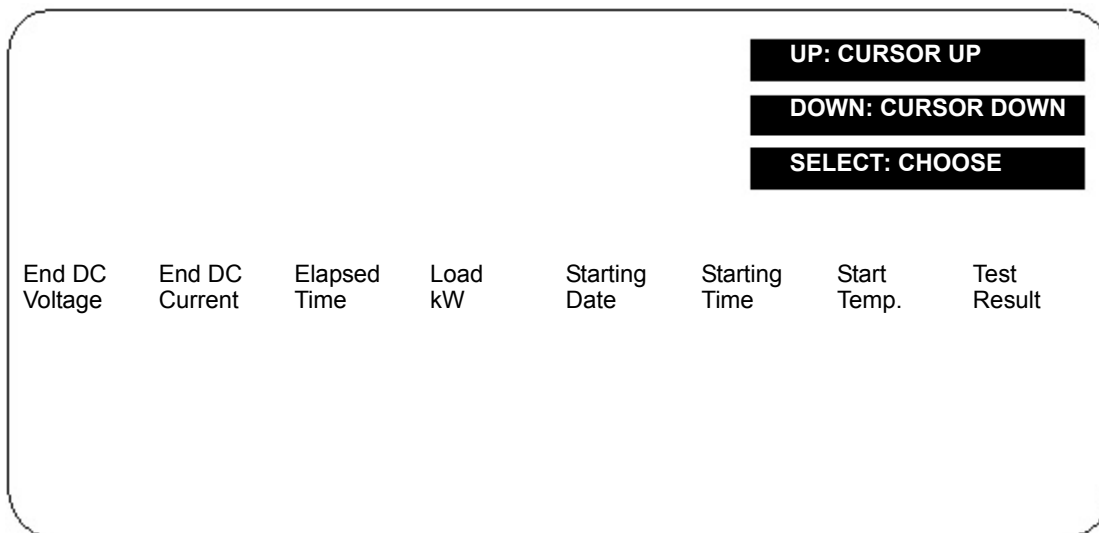 UP: CURSOR UP
DOWN: CURSOR DOWN
SELECT: CHOOSE
End DC End DC Elapsed Load Starting Starting Start Test
Voltage Current Time kW Date Time Temp. Result